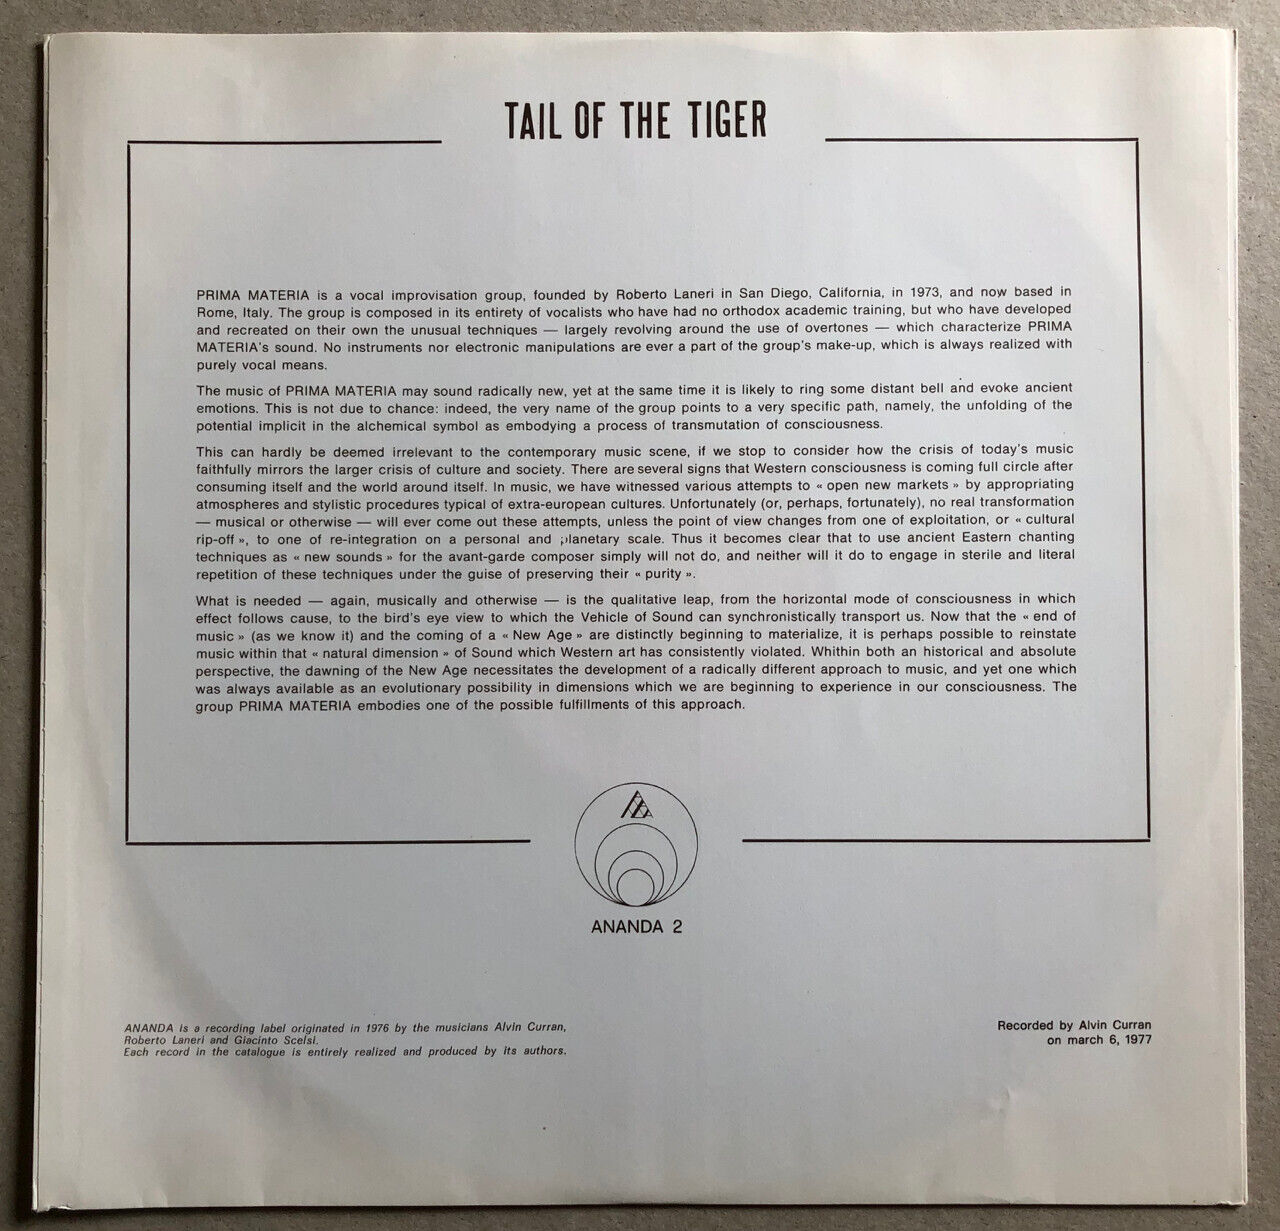 TAIL OF THE TIGER
PRIMA MATERIA is a vocal improvisation group, founded by Roberto Laneri in San Diego, California, in 1973, and now based in
Rome, Italy. The group is composed in its entirety of vocalists who have had no orthodox academic training, but who have developed
and recreated on their own the unusual techniques — largely revolving around the use of overtones — which characterize PRIMA
MATERIA's sound. No instruments nor electronic manipulations are ever a part of the group's make-up, which is always realized with
purely vocal means.
The music of PRIMA MATERIA may sound radically new, yet at the same time it is likely to ring some distant bell and evoke ancient
emotions. This is not due to chance: indeed, the very name of the group points to a very specific path, namely, the unfolding of the
potential implicit in the alchemical symbol as embodying a process of transmutation of consciousness.
This can hardly be deemed irrelevant to the contemporary music scene, if we stop to consider how the crisis of today's music
faithfully mirrors the larger crisis of culture and society. There are several signs that Western consciousness is coming full circle after
consuming itself and the world around itself. In music, we have witnessed various attempts to « open new markets » by appropriating
atmospheres and stylistic procedures typical of extra-european cultures. Unfortunately (or, perhaps, fortunately), no real transformation
— musical or otherwise — will ever come out these attempts, unless the point of view changes from one of exploitation, or « cultural
rip-off », to one of re-integration on a personal and planetary scale. Thus it becomes clear that to use ancient Eastern chanting
techniques as « new sounds » for the avant-garde composer simply will not do, and neither will it do to engage in sterile and literal
repetition of these techniques under the guise of preserving their « purity ».
What is needed — again, musically and otherwise — is the qualitative leap, from the horizontal mode of consciousness in which
effect follows cause, to the bird's eye view to which the Vehicle of Sound can synchronistically transport us. Now that the « end of
music » (as we know it) and the coming of a « New Age » are distinctly beginning to materialize, it is perhaps possible to reinstate
music within that « natural dimension » of Sound which Western art has consistently violated. Whithin both an historical and absolute
perspective, the dawning of the New Age necessitates the development of a radically different approach to music, and yet one which
was always available as an evolutionary possibility in dimensions which we are beginning to experience in our consciousness. The
group PRIMA MATERIA embodies one of the possible fulfillments of this approach.
ANANDA 2
ANANDA is a recording label originated in 1976 by the musicians Alvin Curran,
Roberto Laneri and Giacinto Scelsi.
Each record in the catalogue is entirely realized and produced by its authors.
Recorded by Alvin Curran
on march 6, 1977